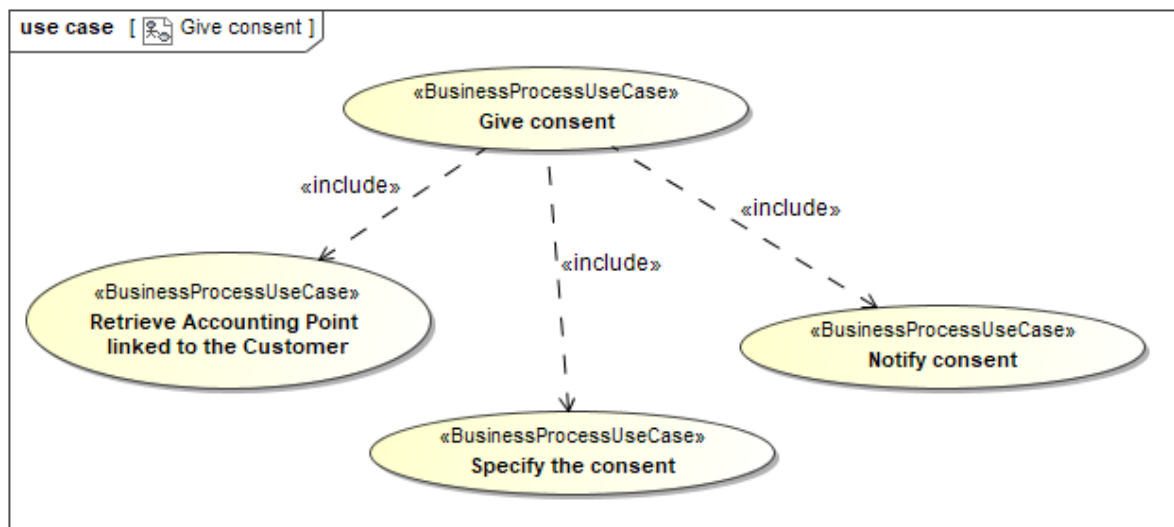 use case [ Give consent ]
«BusinessProcessUseCase»
Give consent
«include»
«include»
«include»
«BusinessProcessUseCase»
Retrieve Accounting Point
linked to the Customer
«BusinessProcessUseCase»
Notify consent
«BusinessProcessUseCase»
Specify the consent